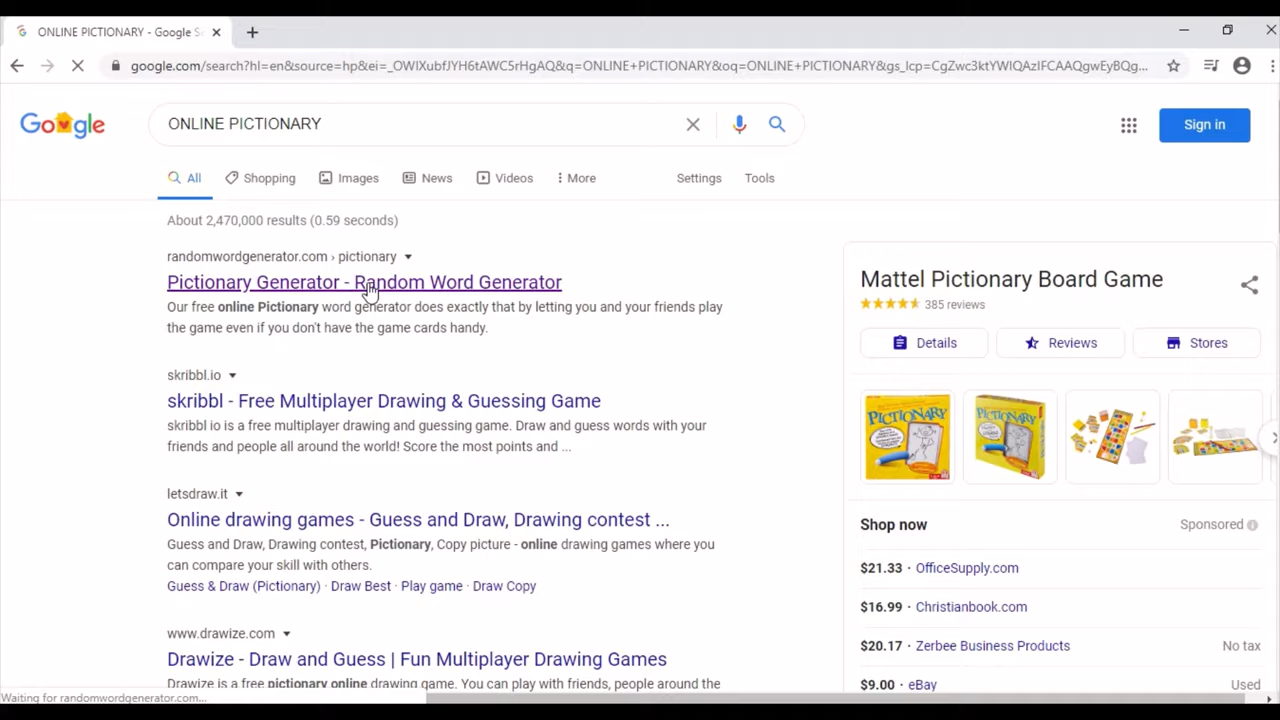 ONLINE PICTIONARY - Google S
google.com/search?hl=en&source=hp&ei=_OWIXubfJYH6tAWC5rHgAQ&q=ONLINE+PICTIONARY&oq=ONLINE+PICTIONARY&gs_lcp=CgZwc3ktYWIQAzIFCAAQgwEyBQg...
Google
ONLINE PICTIONARY
Sign in
All
Shopping
Images
News
Videos
More
Settings
Tools
About 2,470,000 results (0.59 seconds)
randomwordgenerator.com › pictionary
Pictionary Generator - Random Word Generator
Our free online Pictionary word generator does exactly that by letting you and your friends play
the game even if you don't have the game cards handy.
skribbl.io
skribbl - Free Multiplayer Drawing & Guessing Game
skribbl io is a free multiplayer drawing and guessing game. Draw and guess words with your
friends and people all around the world! Score the most points and ...
letsdraw.it
Online drawing games - Guess and Draw, Drawing contest ...
Guess and Draw, Drawing contest, Pictionary, Copy picture - online drawing games where you
can compare your skill with others.
Guess & Draw (Pictionary) · Draw Best · Play game · Draw Copy
www.drawize.com
Drawize - Draw and Guess | Fun Multiplayer Drawing Games
Drawize is a free pictionary online drawing game. You can play with friends, people around the
Waiting for randomwordgenerator.com...
Mattel Pictionary Board Game
385 reviews
Details
Reviews
Stores
PICTIONARY
PICTIONARY
Shop now
Sponsored
$21.33 · OfficeSupply.com
$16.99 · Christianbook.com
$20.17 · Zerbee Business Products
No tax
$9.00 · eBay
Used